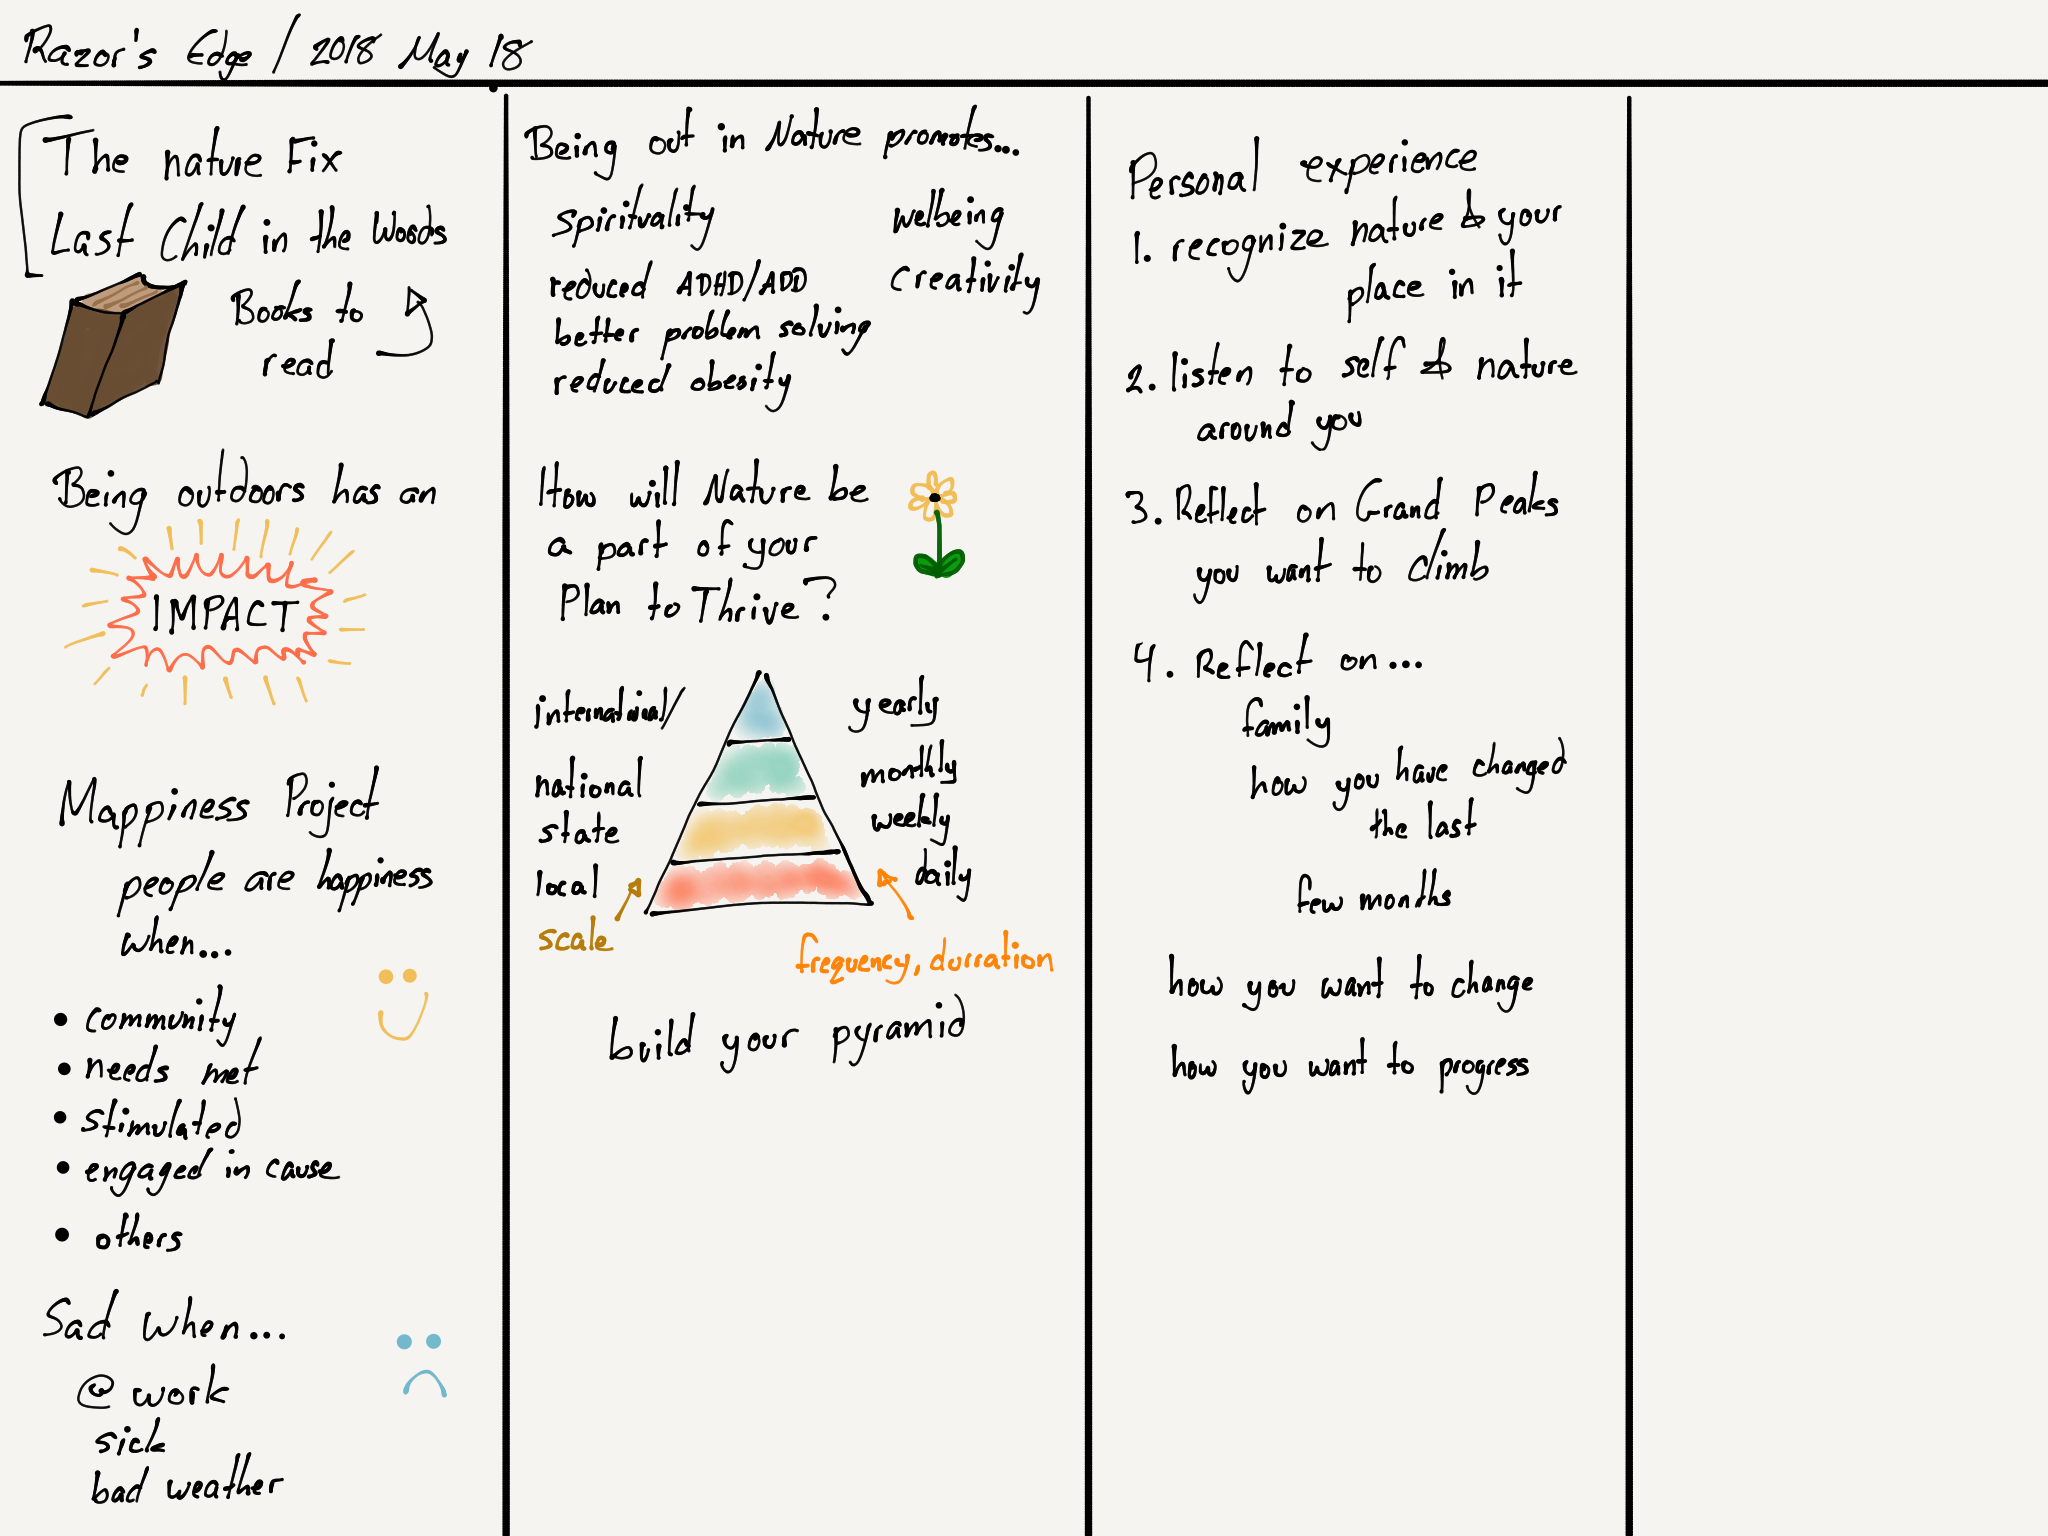 Razor's Edge / 2018 May 18
The nature Fix
Last Child in the Woods
Books to
read
Being outdoors has an
IMPACT
Mappiness Project
people are happiness
when...
• community
• needs met
• stimulated
• engaged in cause
• others
Sad when...
@ work
sick
bad weather
Being out in Nature promotes...
spirituality
welbeing
reduced ADHD/ADD
creativity
better problem solving
reduced obesity
How will Nature be
a part of your
Plan to Thrive?
international/
yearly
national
monthly
state
weekly
local
daily
scale
frequency, durration
build your pyramid
Personal experience
1. recognize nature & your
place in it
2. listen to self & nature
around you
3. Reflect on Grand Peaks
you want to climb
4. Reflect on...
family
how you have changed
the last
few months
how you want to change
how you want to progress